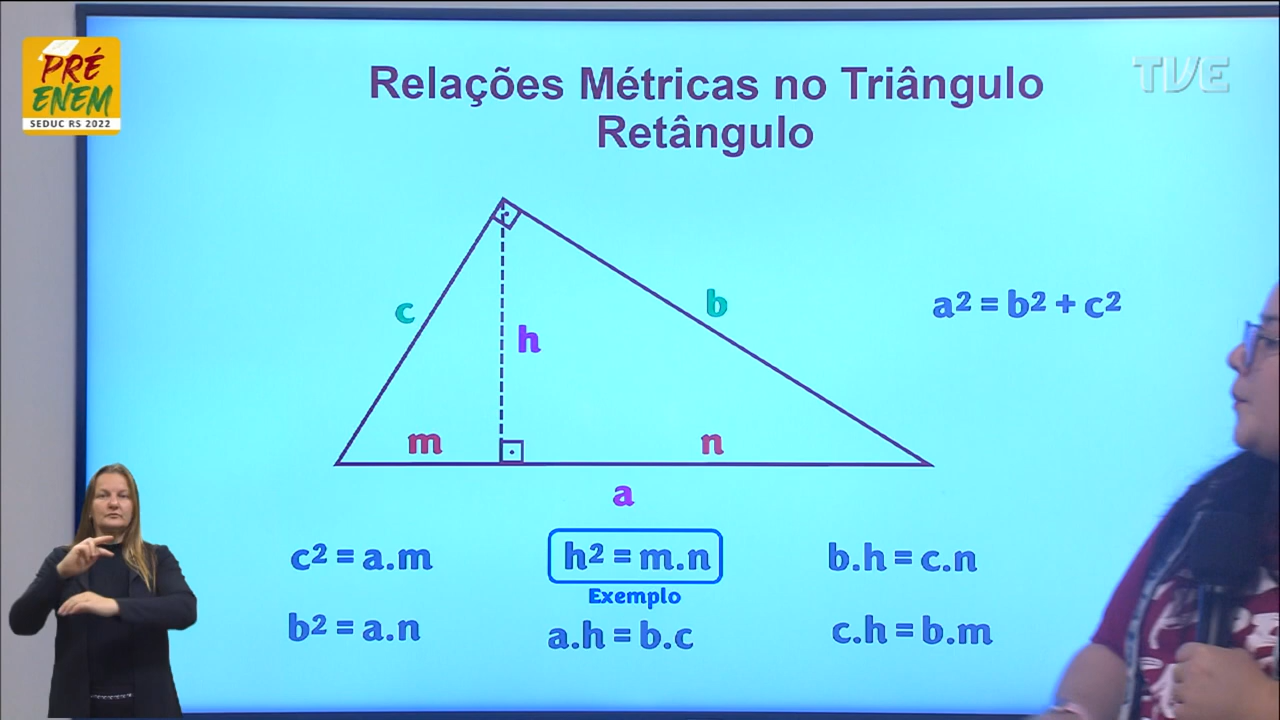 PRÉ
ENEM
SEDUC RS 2022
TVE
Relações Métricas no Triângulo
Retângulo
c
b
h
a² = b² + c²
m
n
a
c² = a.m
h² = m.n
b.h = c.n
Exemplo
b² = a.n
a.h = b.c
c.h = b.m